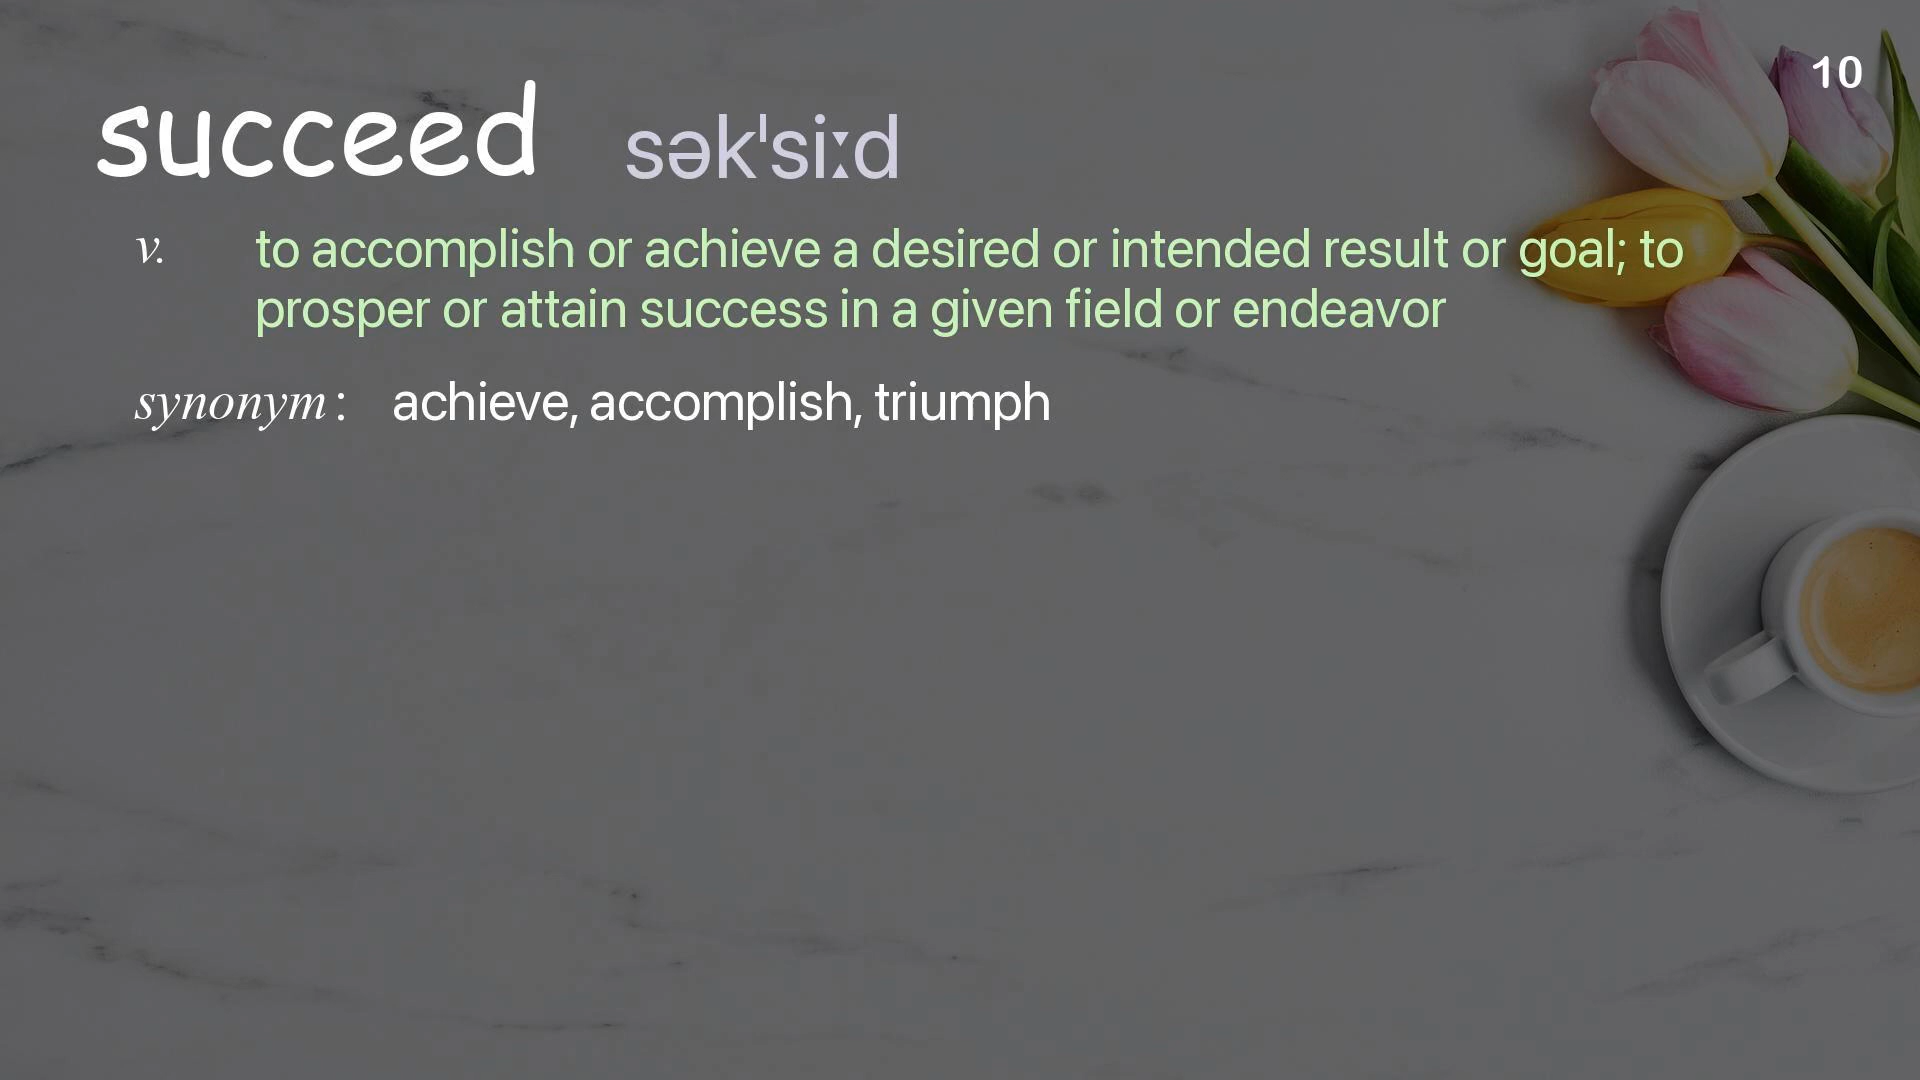 10
succeed səkˈsiːd
v. to accomplish or achieve a desired or intended result or goal; to
prosper or attain success in a given field or endeavor
synonym : achieve, accomplish, triumph